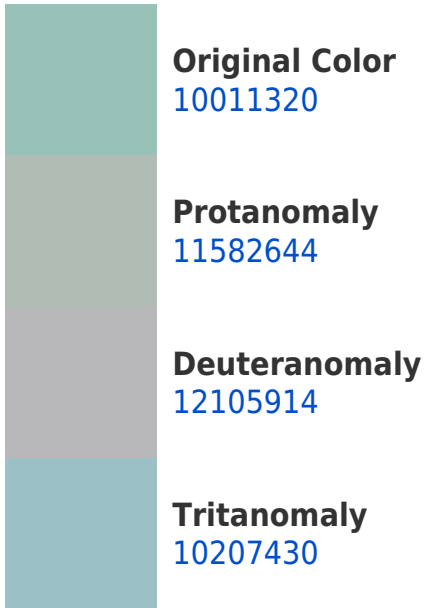 Original Color
10011320
Protanomaly
11582644
Deuteranomaly
12105914
Tritanomaly
10207430